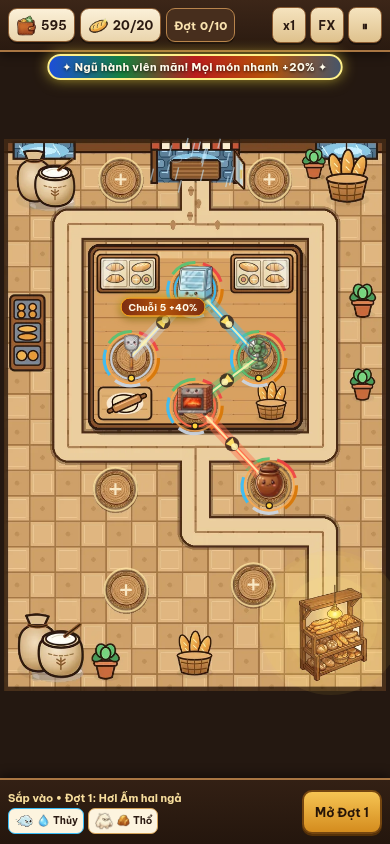 595
20/20
Đợt 0/10
x1
FX
✦ Ngũ hành viên mãn! Mọi món nhanh +20% ✦
Chuỗi 5 +40%
Sắp vào • Đợt 1: Hơi Ấm hai ngả
Thủy
Thổ
Mở Đợt 1